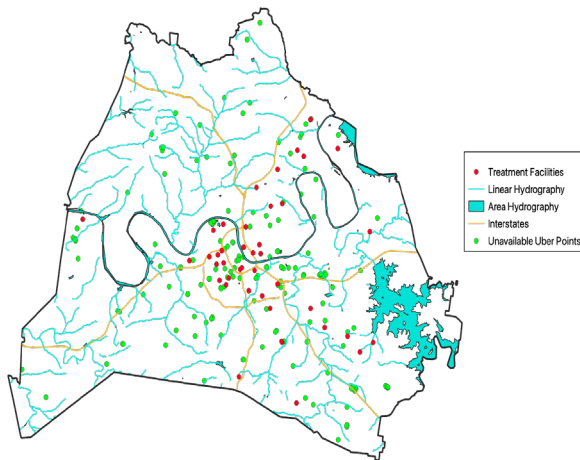 Treatment Facilities
Linear Hydrography
Area Hydrography
Interstates
Unavailable Uber Points